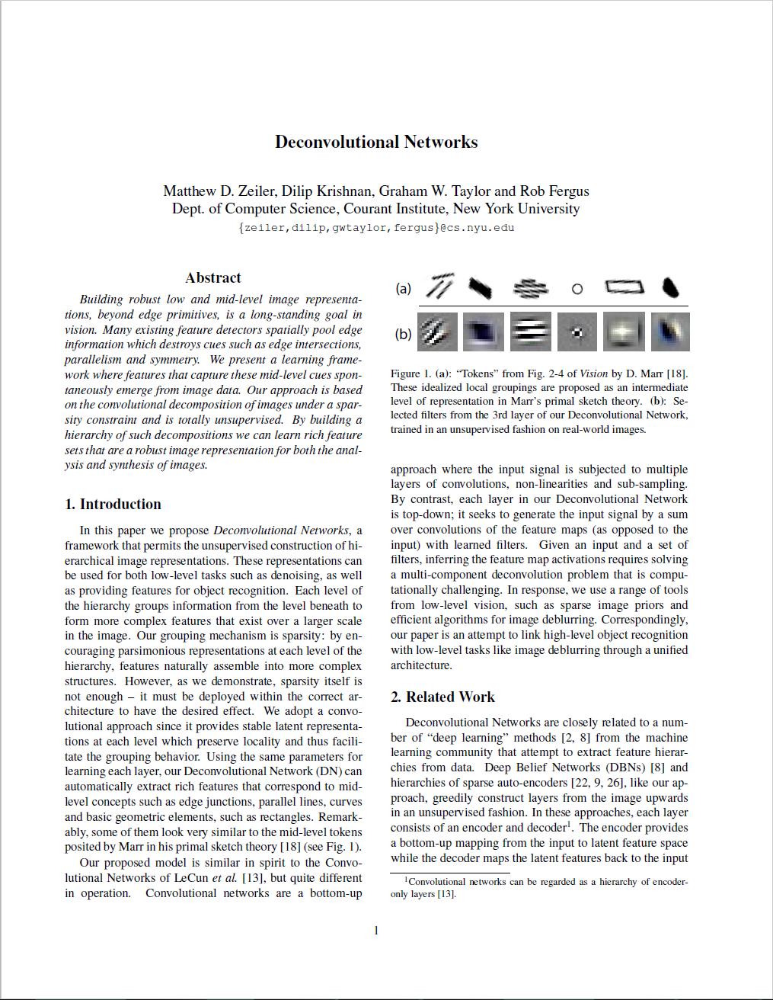 Deconvolutional Networks
Matthew D. Zeiler, Dilip Krishnan, Graham W. Taylor and Rob Fergus
Dept. of Computer Science, Courant Institute, New York University
{zeiler,dilip,gwtaylor,fergus}@cs.nyu.edu
Abstract
Building robust low and mid-level image representa-
tions, beyond edge primitives, is a long-standing goal in
vision. Many existing feature detectors spatially pool edge
information which destroys cues such as edge intersections,
parallelism and symmetry. We present a learning frame-
work where features that capture these mid-level cues spon-
taneously emerge from image data. Our approach is based
on the convolutional decomposition of images under a spar-
sity constraint and is totally unsupervised. By building a
hierarchy of such decompositions we can learn rich feature
sets that are a robust image representation for both the anal-
ysis and synthesis of images.
1. Introduction
In this paper we propose Deconvolutional Networks, a
framework that permits the unsupervised construction of hi-
erarchical image representations. These representations can
be used for both low-level tasks such as denoising, as well
as providing features for object recognition. Each level of
the hierarchy groups information from the level beneath to
form more complex features that exist over a larger scale
in the image. Our grouping mechanism is sparsity: by en-
couraging parsimonious representations at each level of the
hierarchy, features naturally assemble into more complex
structures. However, as we demonstrate, sparsity itself is
not enough – it must be deployed within the correct ar-
chitecture to have the desired effect. We adopt a convo-
lutional approach since it provides stable latent representa-
tions at each level which preserve locality and thus facili-
tate the grouping behavior. Using the same parameters for
learning each layer, our Deconvolutional Network (DN) can
automatically extract rich features that correspond to mid-
level concepts such as edge junctions, parallel lines, curves
and basic geometric elements, such as rectangles. Remark-
ably, some of them look very similar to the mid-level tokens
posited by Marr in his primal sketch theory [18] (see Fig. 1).
Our proposed model is similar in spirit to the Convo-
lutional Networks of LeCun et al. [13], but quite different
in operation. Convolutional networks are a bottom-up
(a)
(b)
Figure 1. (a): “Tokens” from Fig. 2-4 of Vision by D. Marr [18].
These idealized local groupings are proposed as an intermediate
level of representation in Marr’s primal sketch theory. (b): Se-
lected filters from the 3rd layer of our Deconvolutional Network,
trained in an unsupervised fashion on real-world images.
approach where the input signal is subjected to multiple
layers of convolutions, non-linearities and sub-sampling.
By contrast, each layer in our Deconvolutional Network
is top-down; it seeks to generate the input signal by a sum
over convolutions of the feature maps (as opposed to the
input) with learned filters. Given an input and a set of
filters, inferring the feature map activations requires solving
a multi-component deconvolution problem that is compu-
tationally challenging. In response, we use a range of tools
from low-level vision, such as sparse image priors and
efficient algorithms for image deblurring. Correspondingly,
our paper is an attempt to link high-level object recognition
with low-level tasks like image deblurring through a unified
architecture.
2. Related Work
Deconvolutional Networks are closely related to a num-
ber of “deep learning” methods [2, 8] from the machine
learning community that attempt to extract feature hierar-
chies from data. Deep Belief Networks (DBNs) [8] and
hierarchies of sparse auto-encoders [22, 9, 26], like our ap-
proach, greedily construct layers from the image upwards
in an unsupervised fashion. In these approaches, each layer
consists of an encoder and decoder¹. The encoder provides
a bottom-up mapping from the input to latent feature space
while the decoder maps the latent features back to the input
¹Convolutional networks can be regarded as a hierarchy of encoder-
only layers [13].
1